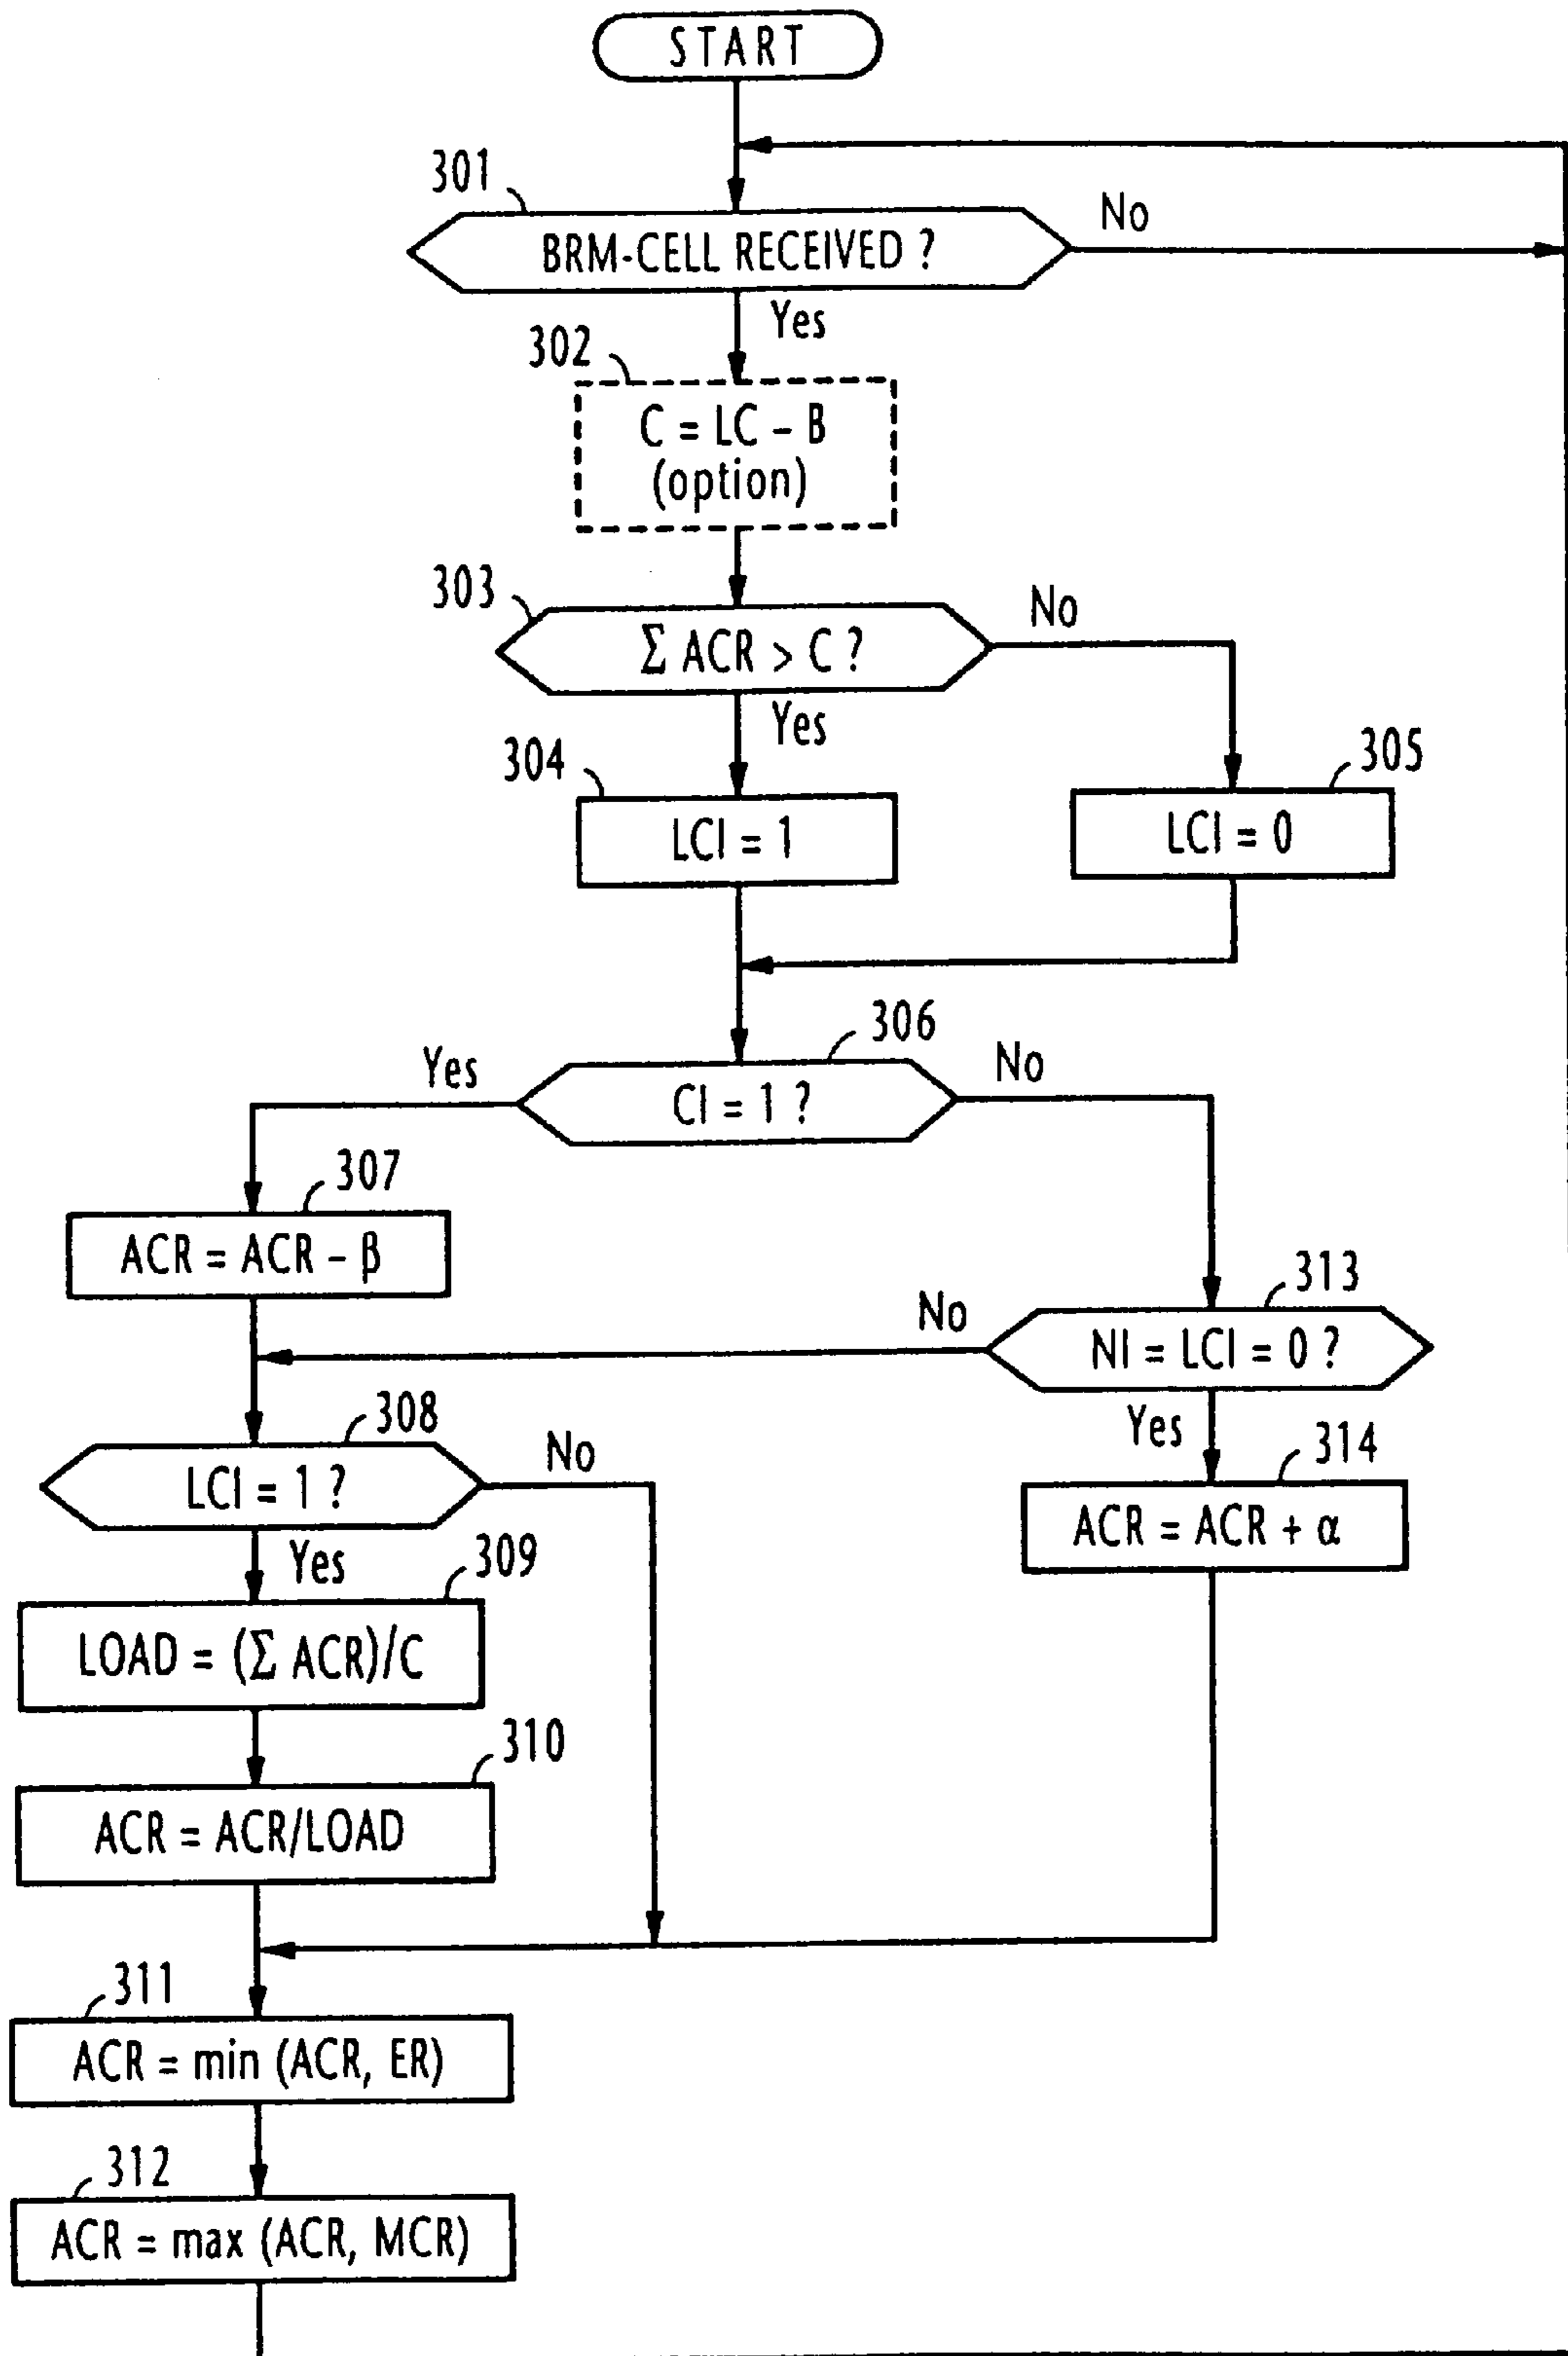 START
301
No
BRM-CELL RECEIVED ?
Yes
302
C = LC - B
(option)
303
No
Σ ACR > C ?
Yes
304
305
LCI = 1
LCI = 0
306
Yes
No
CI = 1 ?
307
ACR = ACR - β
313
No
NI = LCI = 0 ?
308
Yes
No
314
LCI = 1 ?
ACR = ACR + α
Yes
309
LOAD = (Σ ACR)/C
310
ACR = ACR/LOAD
311
ACR = min (ACR, ER)
312
ACR = max (ACR, MCR)